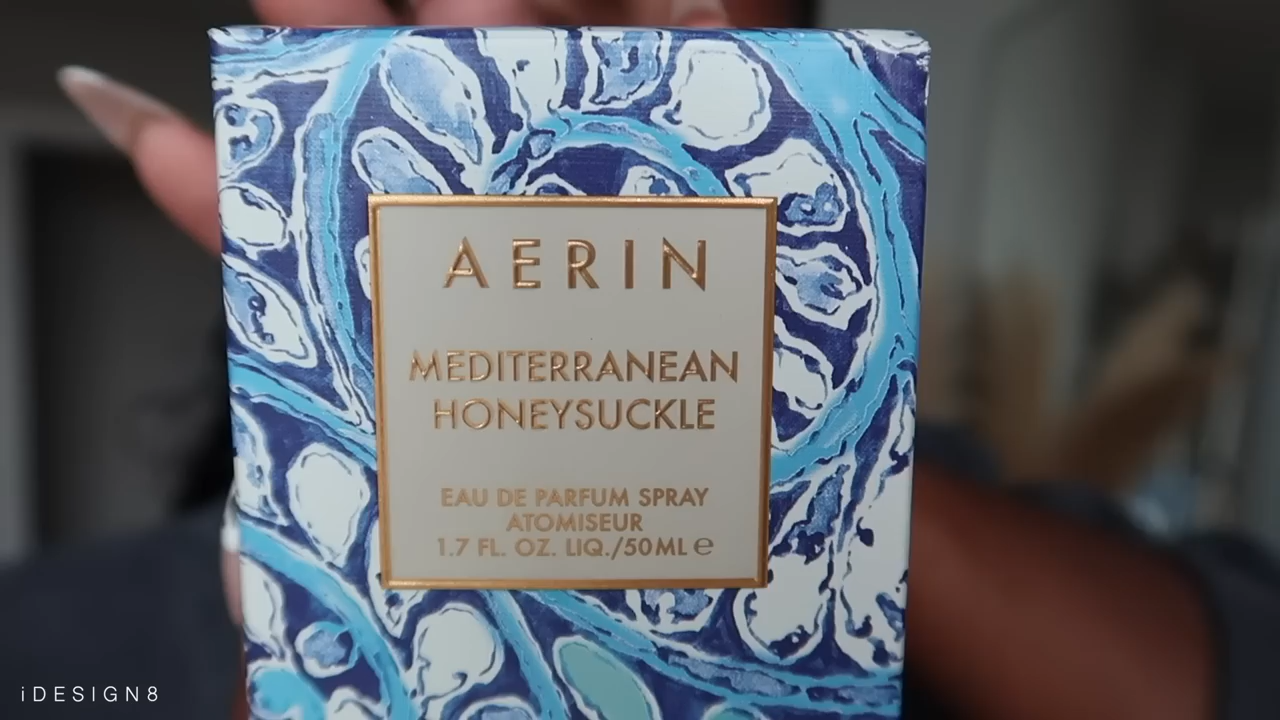 AERIN
MEDITERRANEAN
HONEYSUCKLE
EAU DE PARFUM SPRAY
ATOMISEUR
1.7 FL. OZ. LIQ./50ML ℮
iDESIGN8